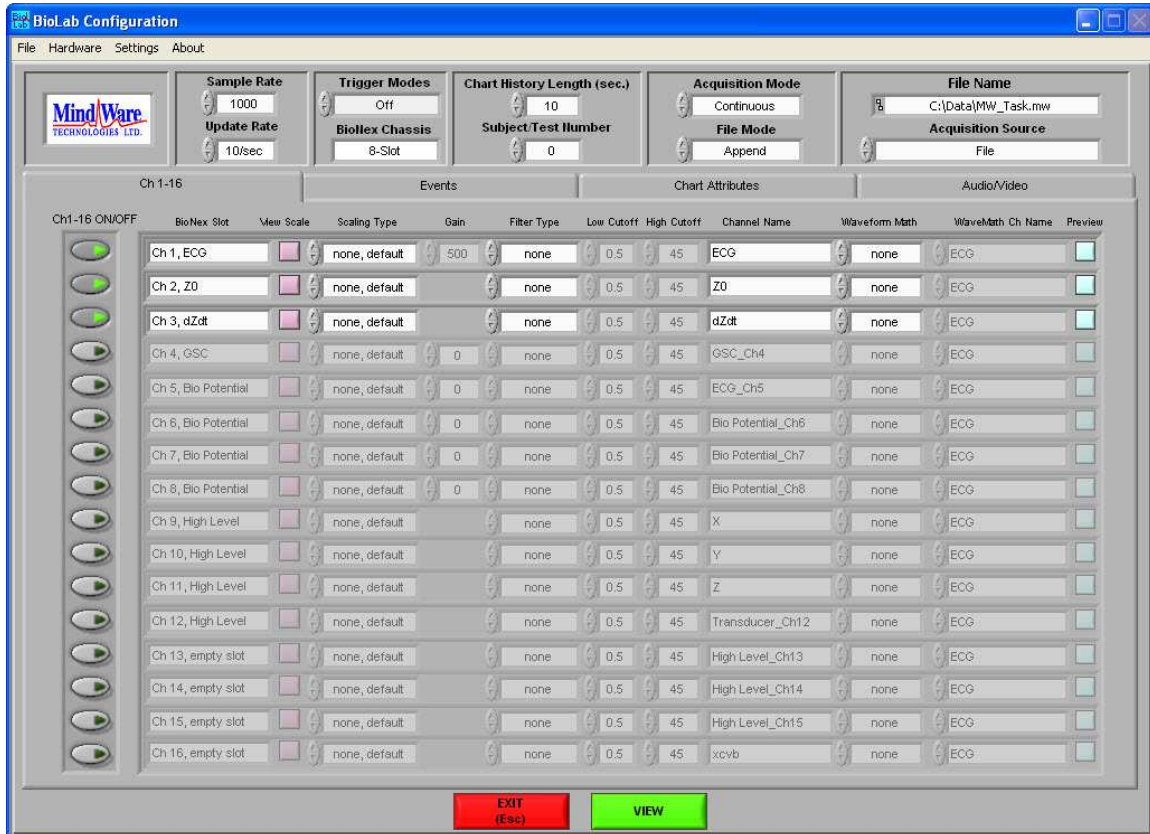 BioLab Configuration
File Hardware Settings About
MindWare
TECHNOLOGIES LTD.
Sample Rate
1000
Update Rate
10/sec
Trigger Modes
Off
BioNex Chassis
8-Slot
Chart History Length (sec.)
10
Subject/Test Number
0
Acquisition Mode
Continuous
File Mode
Append
File Name
C:\Data\MW_Task.mw
Acquisition Source
File
Ch 1-16 Events Chart Attributes Audio/Video
Ch1-16 ON/OFF BioNex Slot View Scale Scaling Type Gain Filter Type Low Cutoff High Cutoff Channel Name Waveform Math WaveMath Ch Name Preview
Ch 1, ECG none, default 500 none 0.5 45 ECG none ECG
Ch 2, Z0 none, default none 0.5 45 Z0 none ECG
Ch 3, dZdt none, default none 0.5 45 dZdt none ECG
Ch 4, GSC none, default 0 none 0.5 45 GSC_Ch4 none ECG
Ch 5, Bio Potential none, default 0 none 0.5 45 ECG_Ch5 none ECG
Ch 6, Bio Potential none, default 0 none 0.5 45 Bio Potential_Ch6 none ECG
Ch 7, Bio Potential none, default 0 none 0.5 45 Bio Potential_Ch7 none ECG
Ch 8, Bio Potential none, default 0 none 0.5 45 Bio Potential_Ch8 none ECG
Ch 9, High Level none, default none 0.5 45 X none ECG
Ch 10, High Level none, default none 0.5 45 Y none ECG
Ch 11, High Level none, default none 0.5 45 Z none ECG
Ch 12, High Level none, default none 0.5 45 Transducer_Ch12 none ECG
Ch 13, empty slot none, default none 0.5 45 High Level_Ch13 none ECG
Ch 14, empty slot none, default none 0.5 45 High Level_Ch14 none ECG
Ch 15, empty slot none, default none 0.5 45 High Level_Ch15 none ECG
Ch 16, empty slot none, default none 0.5 45 xcvb none ECG
EXIT
(Esc)
VIEW